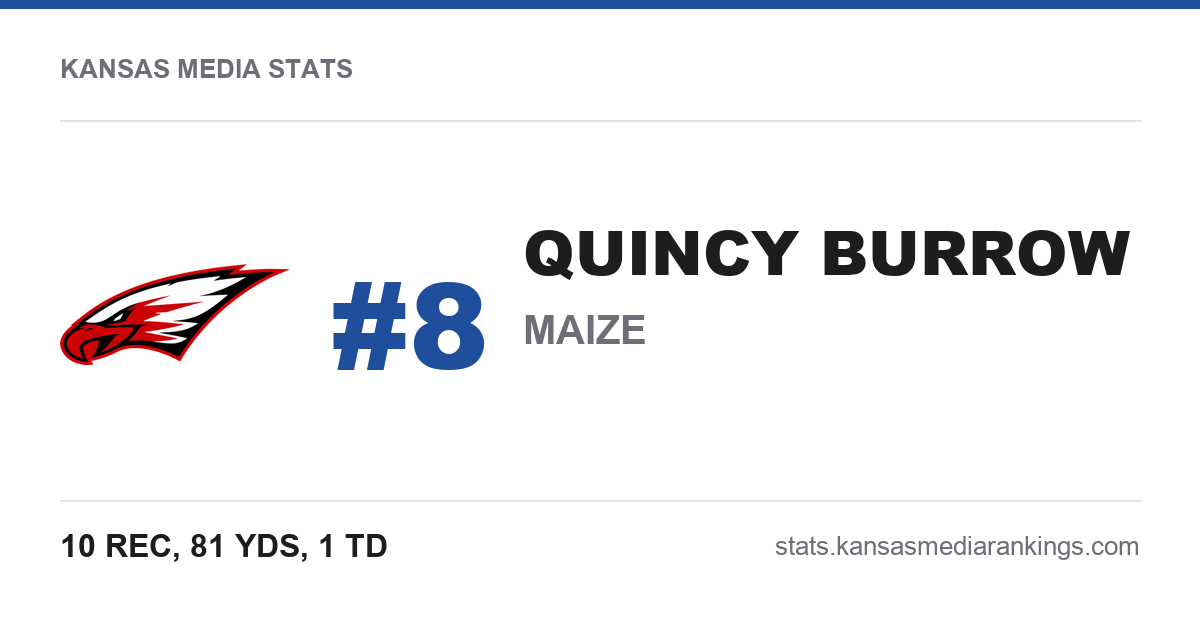 KANSAS MEDIA STATS
#8
QUINCY BURROW
MAIZE
10 REC, 81 YDS, 1 TD
stats.kansasmediarankings.com